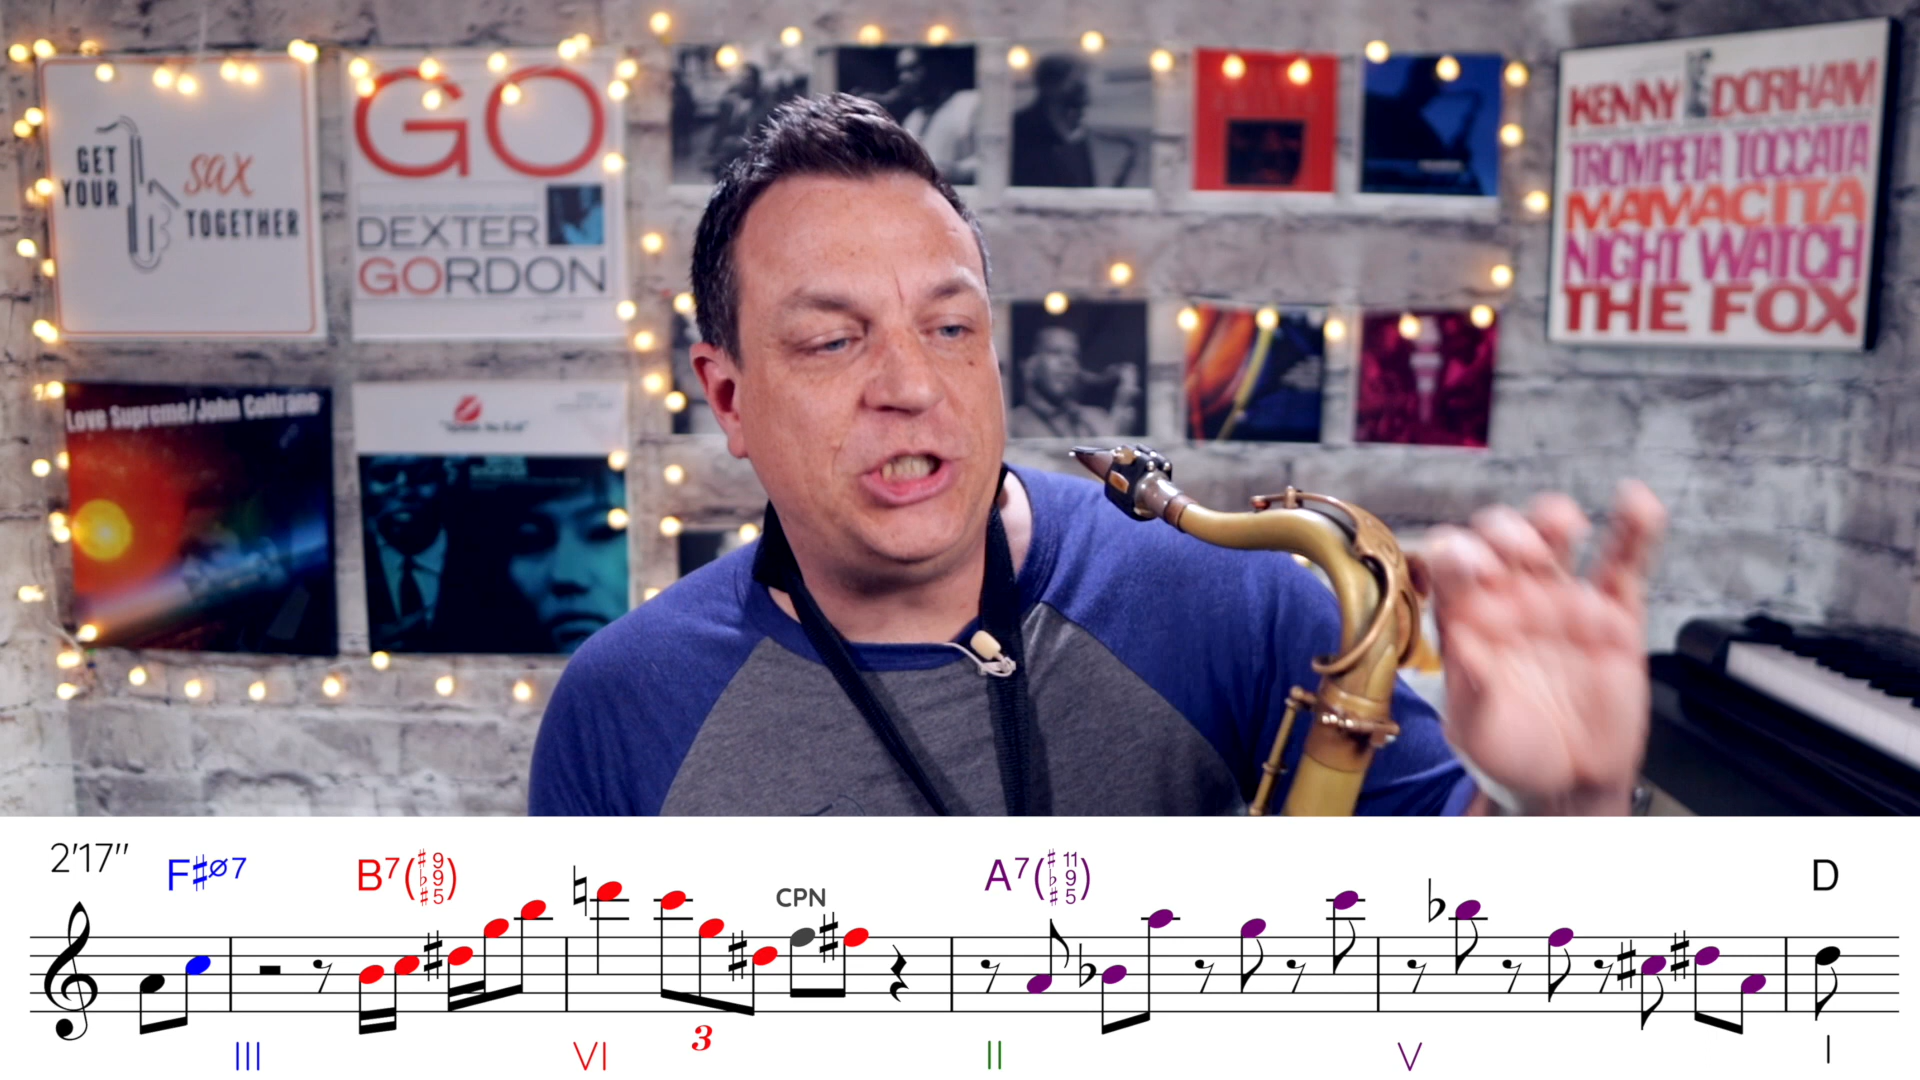 GET
YOUR
sax
TOGETHER
GO
DEXTER
GORDON
KENNY DORHAM
TROMPETA TOCCATA
MAMACITA
NIGHT WATCH
THE FOX
Love Supreme/John Coltrane
2'17"
F♯ø7
B7(♯9 ♭9 ♯5)
CPN
A7(♯11 ♭9 ♯5)
D
3
III
VI
II
V
I